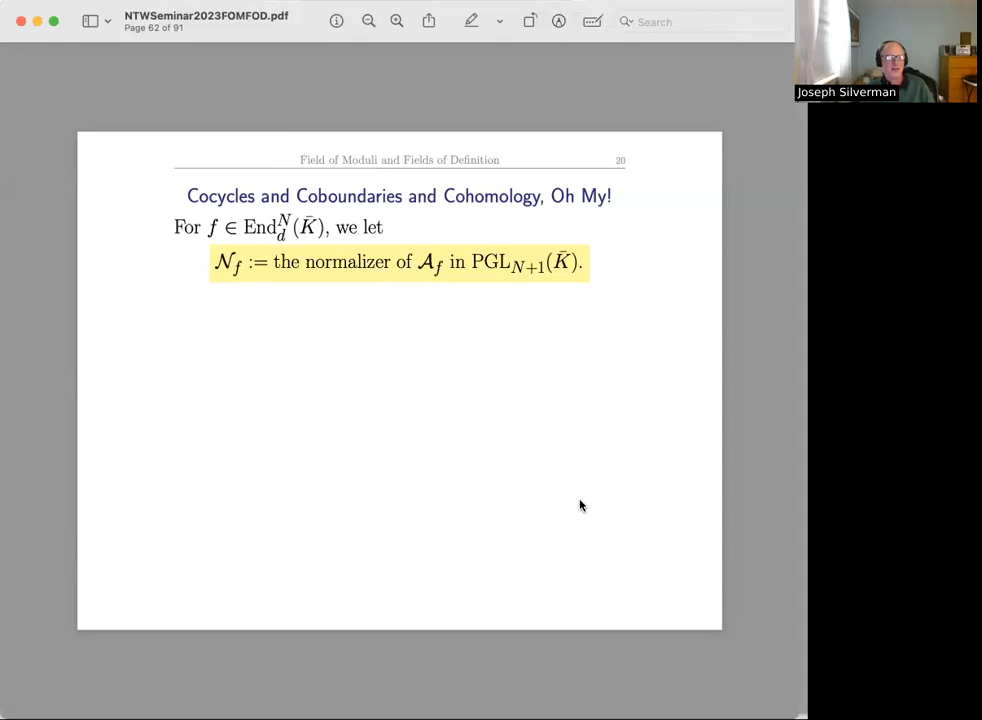 NTWSeminar2023FOMFOD.pdf
Page 62 of 91
Search
Joseph Silverman
Field of Moduli and Fields of Definition 20
Cocycles and Coboundaries and Cohomology, Oh My!
For f ∈ End_d^N(K̄), we let
𝒩_f := the normalizer of 𝒜_f in PGL_{N+1}(K̄).